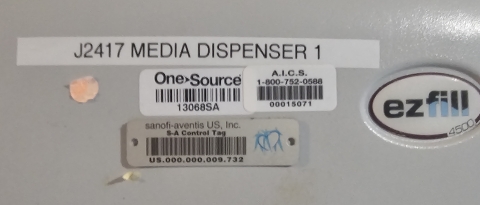 J2417 MEDIA DISPENSER 1
One Source
13068SA
A.I.C.S.
1-800-752-0588
00015071
ezfill
4500
sanofi-aventis US, Inc.
S-A Control Tag
US.000.000.009.732